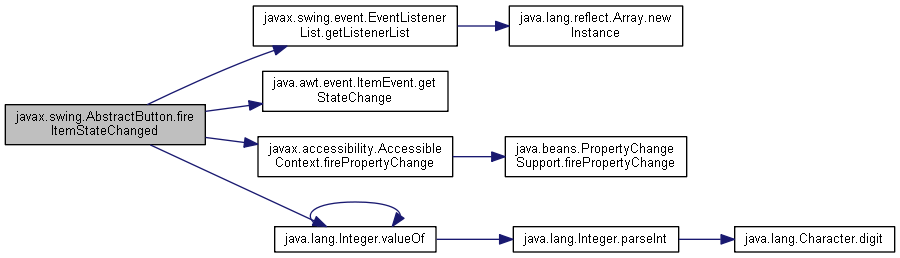 javax.swing.event.EventListener
List.getListenerList
java.lang.reflect.Array.new
Instance
java.awt.event.ItemEvent.get
StateChange
javax.swing.AbstractButton.fire
ItemStateChanged
javax.accessibility.Accessible
Context.firePropertyChange
java.beans.PropertyChange
Support.firePropertyChange
java.lang.Integer.valueOf
java.lang.Integer.parseInt
java.lang.Character.digit